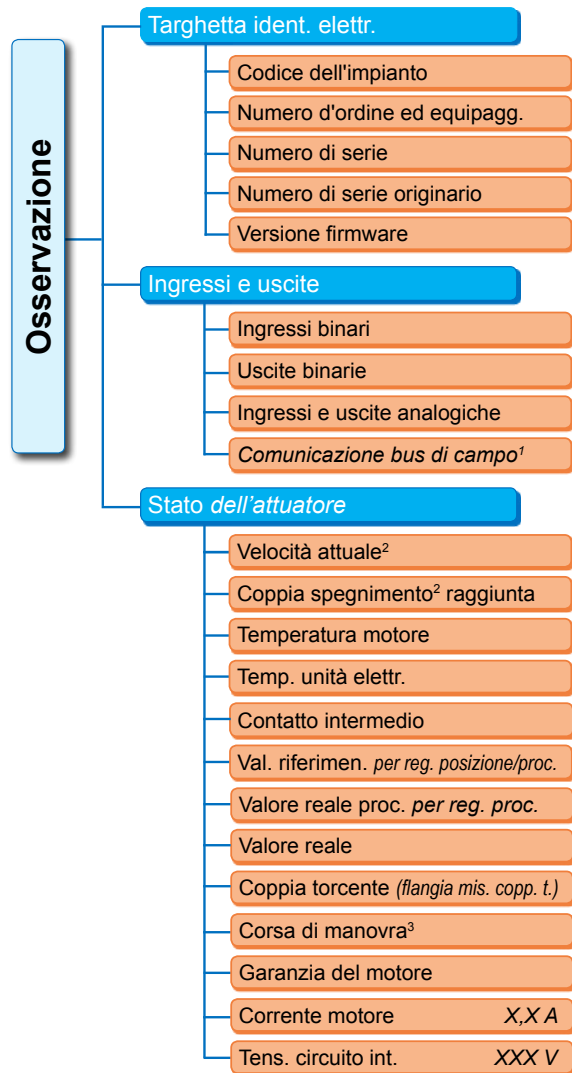 Osservazione
Targhetta ident. elettr.
Codice dell'impianto
Numero d'ordine ed equipagg.
Numero di serie
Numero di serie originario
Versione firmware
Ingressi e uscite
Ingressi binari
Uscite binarie
Ingressi e uscite analogiche
Comunicazione bus di campo¹
Stato dell’attuatore
Velocità attuale²
Coppia spegnimento² raggiunta
Temperatura motore
Temp. unità elettr.
Contatto intermedio
Val. riferimen. per reg. posizione/proc.
Valore reale proc. per reg. proc.
Valore reale
Coppia torcente (flangia mis. copp. t.)
Corsa di manovra³
Garanzia del motore
Corrente motore X,X A
Tens. circuito int. XXX V